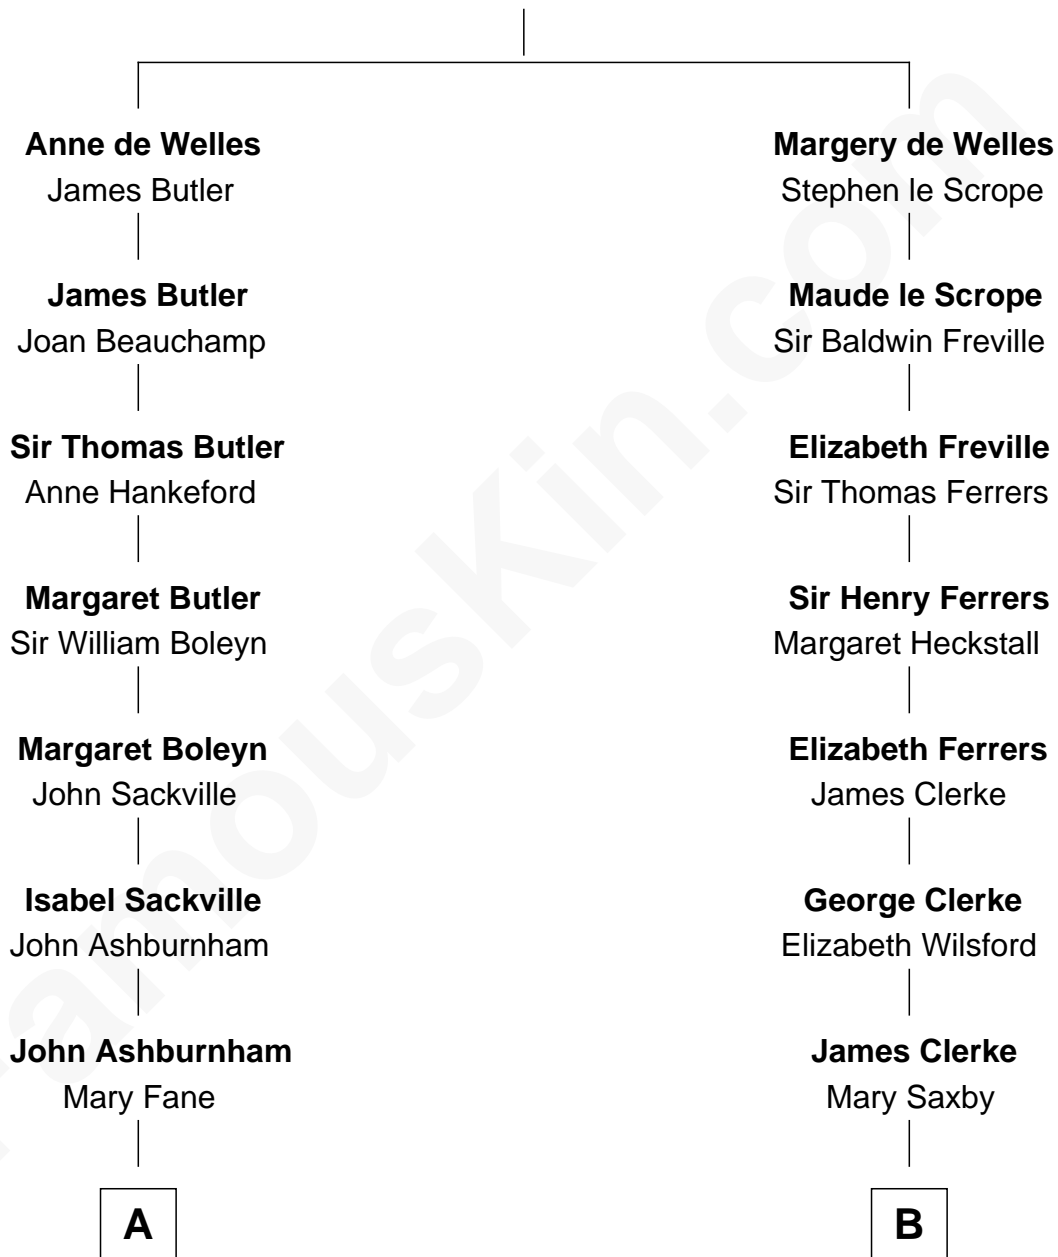 Anne de Welles
James Butler
Margery de Welles
Stephen le Scrope
James Butler
Joan Beauchamp
Maude le Scrope
Sir Baldwin Freville
Sir Thomas Butler
Anne Hankeford
Elizabeth Freville
Sir Thomas Ferrers
Margaret Butler
Sir William Boleyn
Sir Henry Ferrers
Margaret Heckstall
Margaret Boleyn
John Sackville
Elizabeth Ferrers
James Clerke
Isabel Sackville
John Ashburnham
George Clerke
Elizabeth Wilsford
John Ashburnham
Mary Fane
James Clerke
Mary Saxby
A
B
FamousKin.com